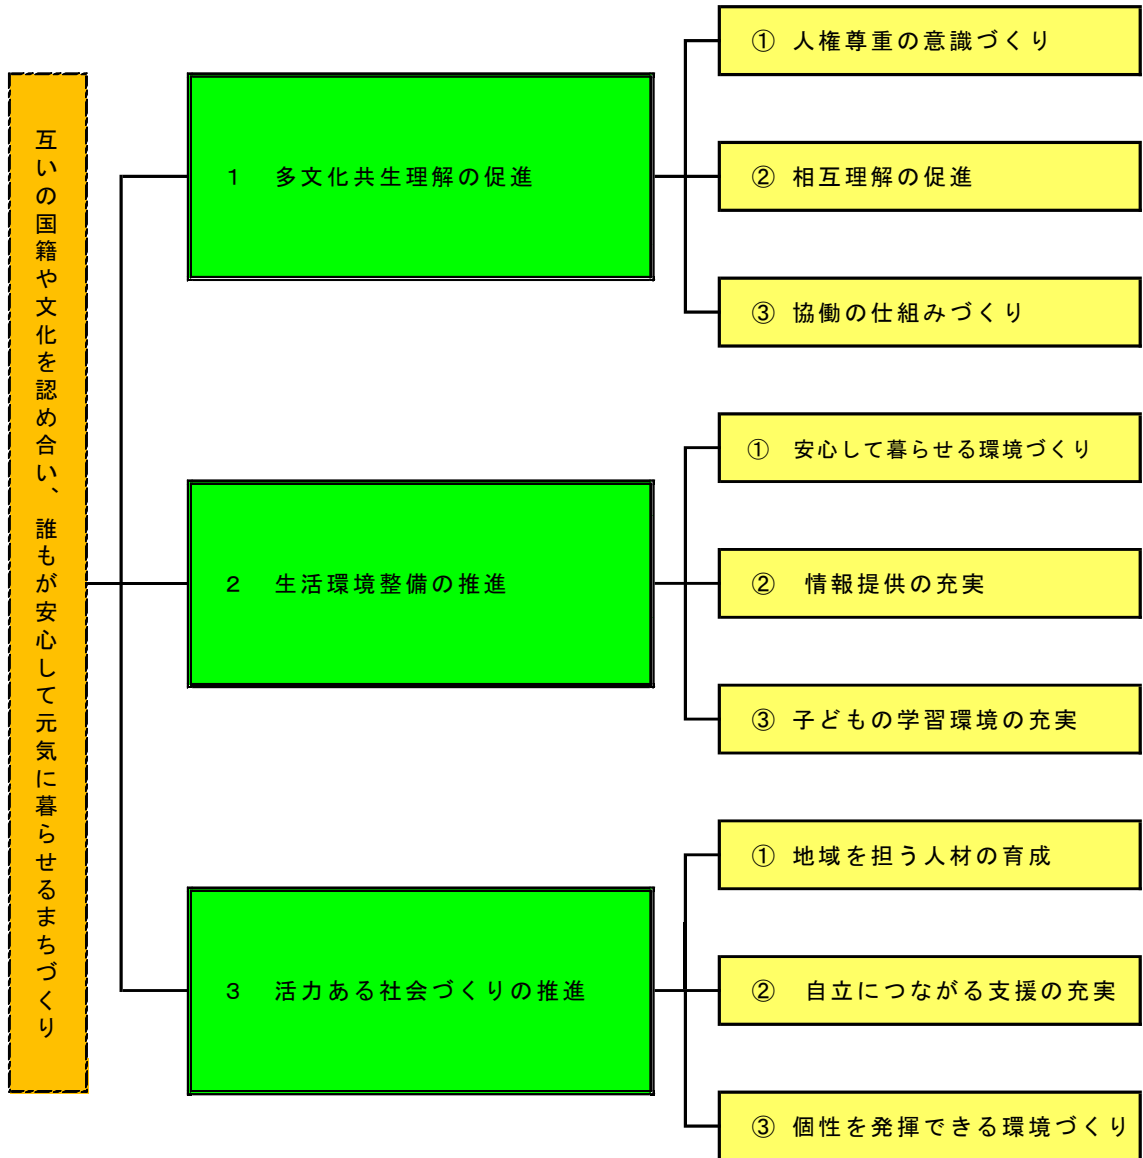 互いの国籍や文化を認め合い、誰もが安心して元気に暮らせるまちづくり
1 多文化共生理解の促進
① 人権尊重の意識づくり
② 相互理解の促進
③ 協働の仕組みづくり
2 生活環境整備の推進
① 安心して暮らせる環境づくり
② 情報提供の充実
③ 子どもの学習環境の充実
3 活力ある社会づくりの推進
① 地域を担う人材の育成
② 自立につながる支援の充実
③ 個性を発揮できる環境づくり